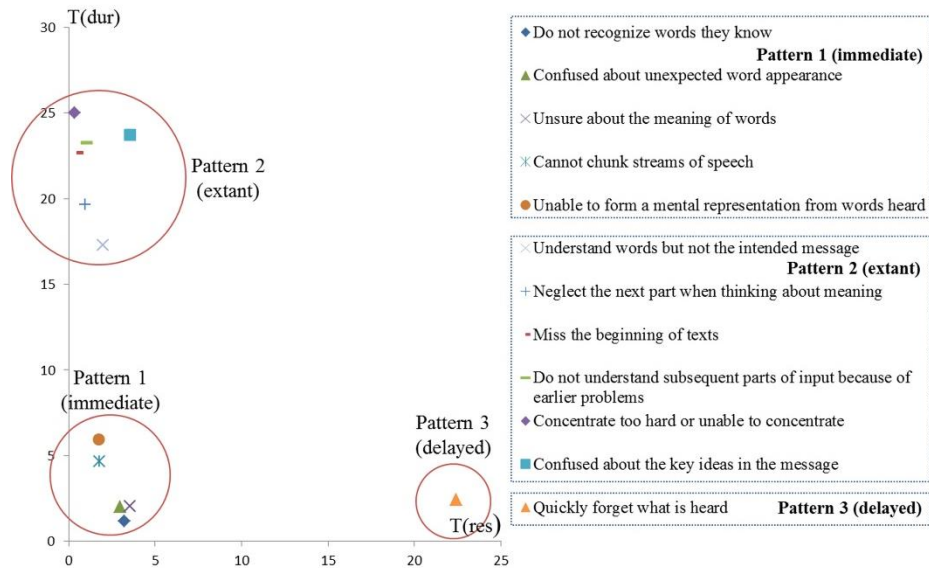 T(dur)
30
25
20
15
10
5
0
0
5
10
15
20
25
T(res)
Pattern 2
(extant)
Pattern 1
(immediate)
Pattern 3
(delayed)
Do not recognize words they know
Pattern 1 (immediate)
Confused about unexpected word appearance
Unsure about the meaning of words
Cannot chunk streams of speech
Unable to form a mental representation from words heard
Understand words but not the intended message
Pattern 2 (extant)
Neglect the next part when thinking about meaning
Miss the beginning of texts
Do not understand subsequent parts of input because of
earlier problems
Concentrate too hard or unable to concentrate
Confused about the key ideas in the message
Quickly forget what is heard Pattern 3 (delayed)